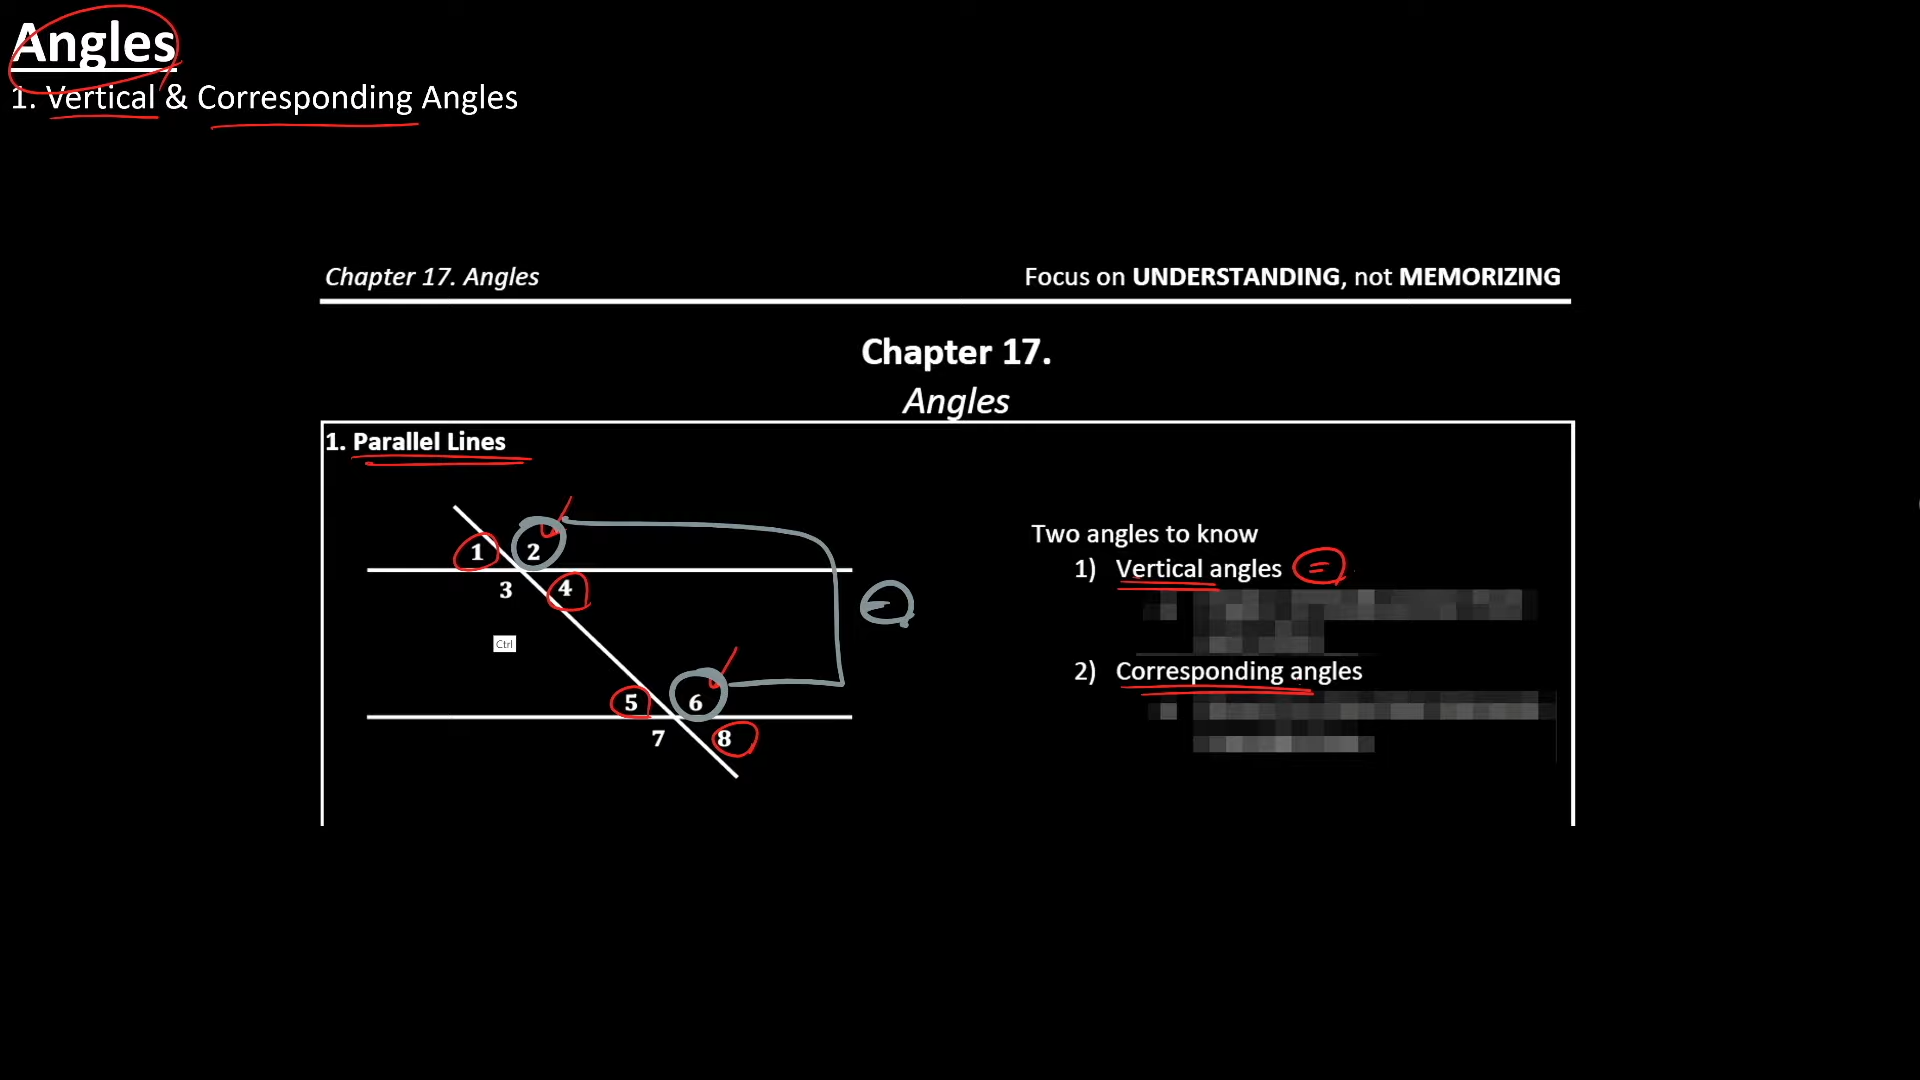 Angles
1. Vertical & Corresponding Angles
Chapter 17. Angles
Focus on UNDERSTANDING, not MEMORIZING
Chapter 17.
Angles
1. Parallel Lines
Two angles to know
1) Vertical angles =
2) Corresponding angles
1 2
3 4
Ctrl
5 6
7 8